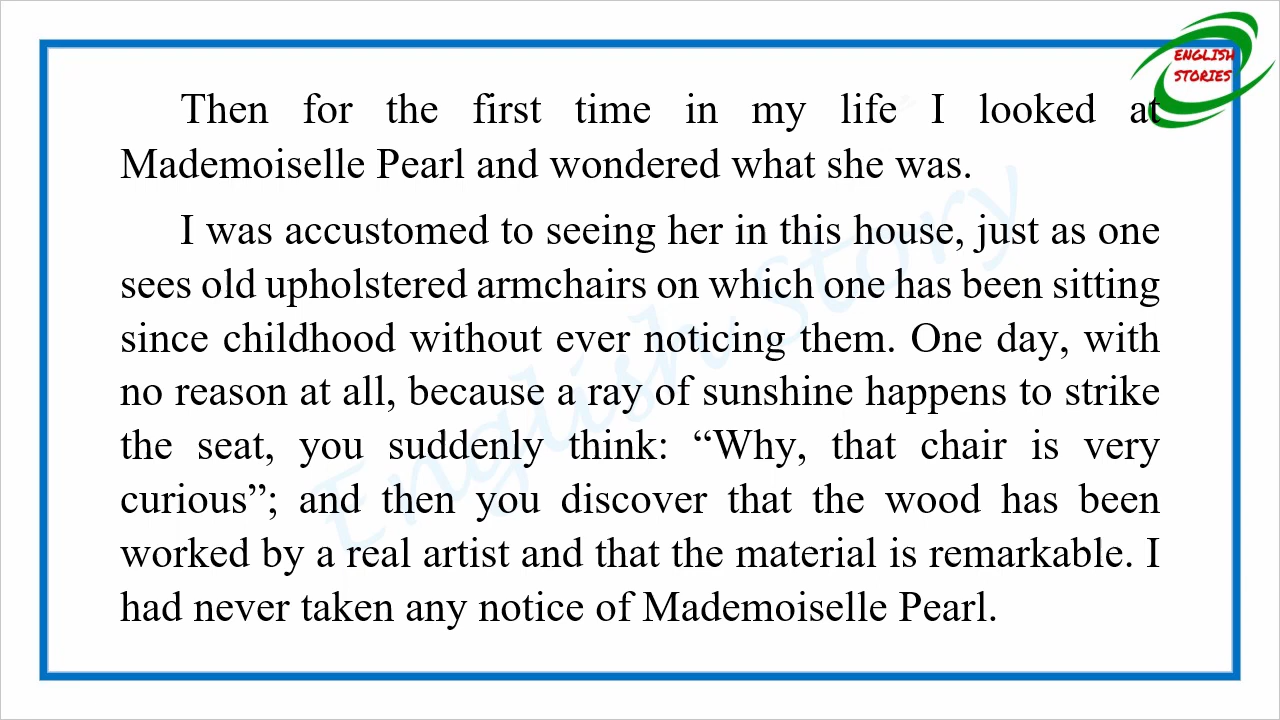 ENGLISH
STORIES
Then for the first time in my life I looked at
Mademoiselle Pearl and wondered what she was.
I was accustomed to seeing her in this house, just as one
sees old upholstered armchairs on which one has been sitting
since childhood without ever noticing them. One day, with
no reason at all, because a ray of sunshine happens to strike
the seat, you suddenly think: “Why, that chair is very
curious”; and then you discover that the wood has been
worked by a real artist and that the material is remarkable. I
had never taken any notice of Mademoiselle Pearl.
English Story